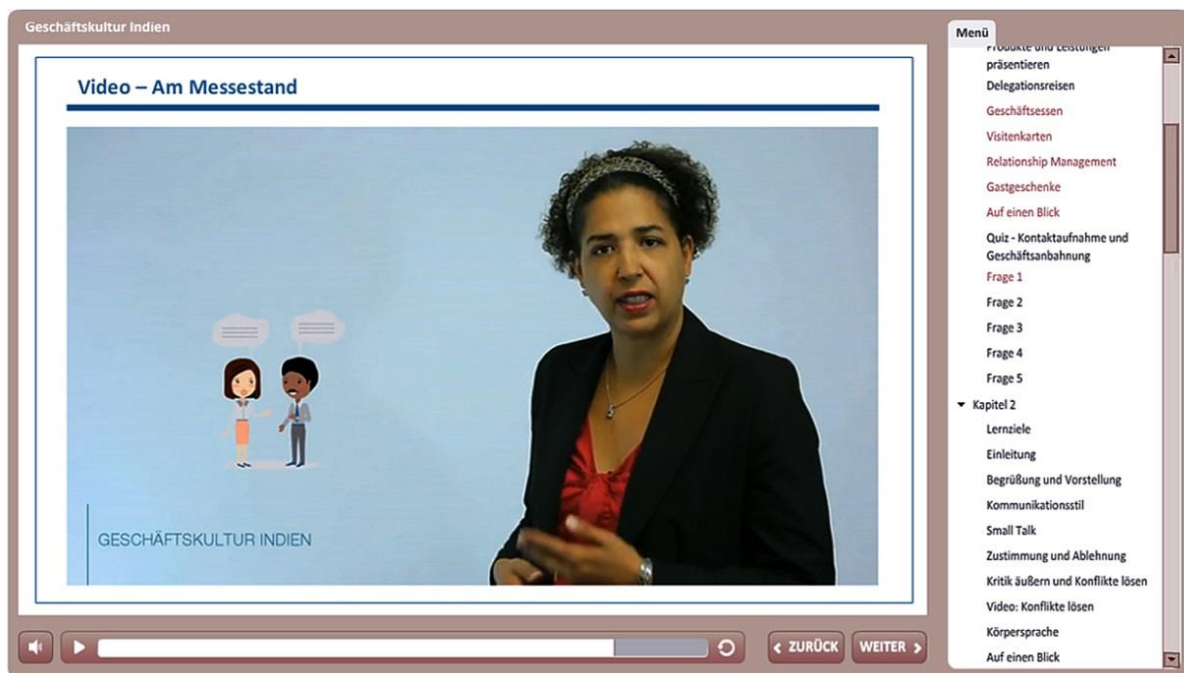 Geschäftskultur Indien
Video – Am Messestand
GESCHÄFTSKULTUR INDIEN
ZURÜCK
WEITER
Menü
Produkte und Leistungen
präsentieren
Delegationsreisen
Geschäftsessen
Visitenkarten
Relationship Management
Gastgeschenke
Auf einen Blick
Quiz - Kontaktaufnahme und
Geschäftsanbahnung
Frage 1
Frage 2
Frage 3
Frage 4
Frage 5
Kapitel 2
Lernziele
Einleitung
Begrüßung und Vorstellung
Kommunikationsstil
Small Talk
Zustimmung und Ablehnung
Kritik äußern und Konflikte lösen
Video: Konflikte lösen
Körpersprache
Auf einen Blick